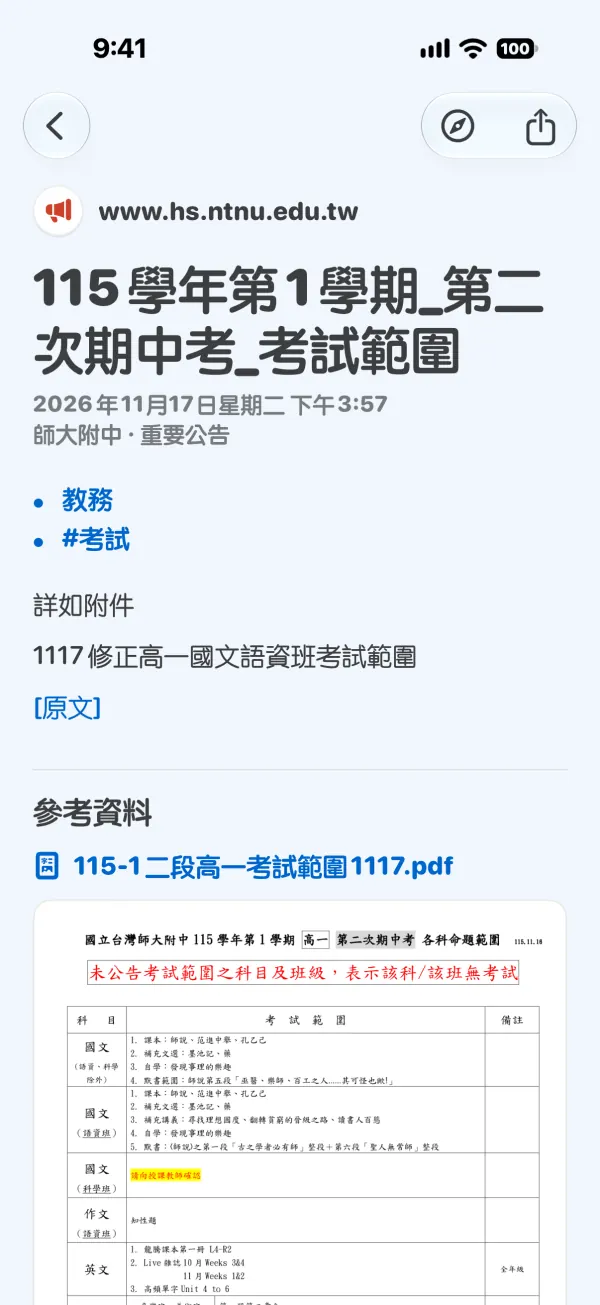 9:41
100
www.hs.ntnu.edu.tw
115學年第1學期_第二
次期中考_考試範圍
2026年11月17日星期二 下午3:57
師大附中 · 重要公告
• 教務
• #考試
詳如附件
1117修正高一國文語資班考試範圍
[原文]
參考資料
115-1二段高一考試範圍1117.pdf
國立台灣師大附中 115 學年第 1 學期 高一 第二次期中考 各科命題範圍 115.11.16
未公告考試範圍之科目及班級，表示該科/該班無考試
科 目 考 試 範 圍 備註
國文
(語資、科學
除外)
1. 課本：師說、范進中舉、孔乙己
2. 補充文選：墨池記、藥
3. 自學：發現事理的樂趣
4. 默書範圍：師說第五段「巫醫、樂師、百工之人……其可怪也歟!」
國文
(語資班)
1. 課本：師說、范進中舉、孔乙己
2. 補充文選：墨池記、藥
3. 補充講義：尋找理想國度、翻轉貧窮的晉級之路、讀書人百態
4. 自學：發現事理的樂趣
5. 默書：(師說)之第一段「古之學者必有師」整段＋第六段「聖人無常師」整段
國文
(科學班)
請向授課教師確認
作文
(語資班)
知性題
英文
1. 龍騰課本第一冊 L4-R2
2. Live 雜誌 10 月 Weeks 3&4
11 月 Weeks 1&2
3. 高頻單字 Unit 4 to 6
全年級